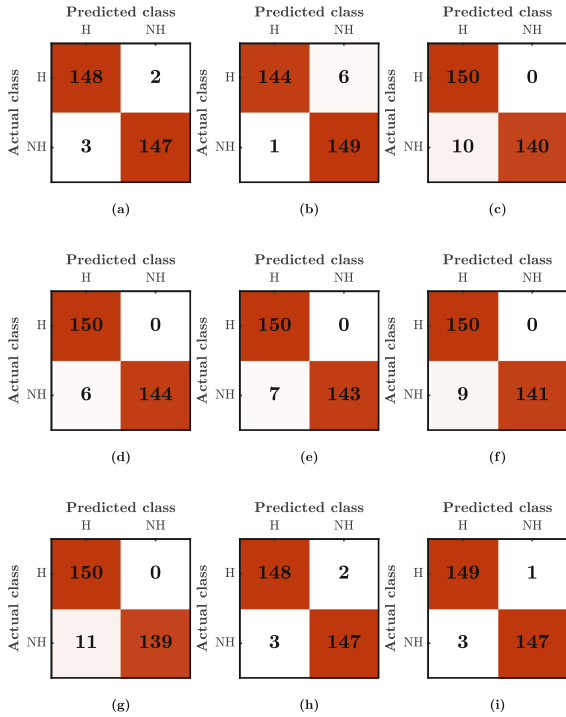 Predicted class Predicted class Predicted class
H NH H NH H NH
Actual class H 148 2 Actual class H 144 6 Actual class H 150 0
NH 3 147 NH 1 149 NH 10 140
(a) (b) (c)
Predicted class Predicted class Predicted class
H NH H NH H NH
Actual class H 150 0 Actual class H 150 0 Actual class H 150 0
NH 6 144 NH 7 143 NH 9 141
(d) (e) (f)
Predicted class Predicted class Predicted class
H NH H NH H NH
Actual class H 150 0 Actual class H 148 2 Actual class H 149 1
NH 11 139 NH 3 147 NH 3 147
(g) (h) (i)